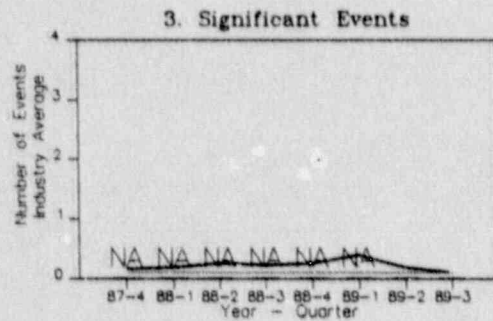 3. Significant Events
Number of Events
Industry Average
4
3
2
1
0
NA NA NA NA NA NA
87-4 88-1 88-2 88-3 88-4 89-1 89-2 89-3
Year - Quarter